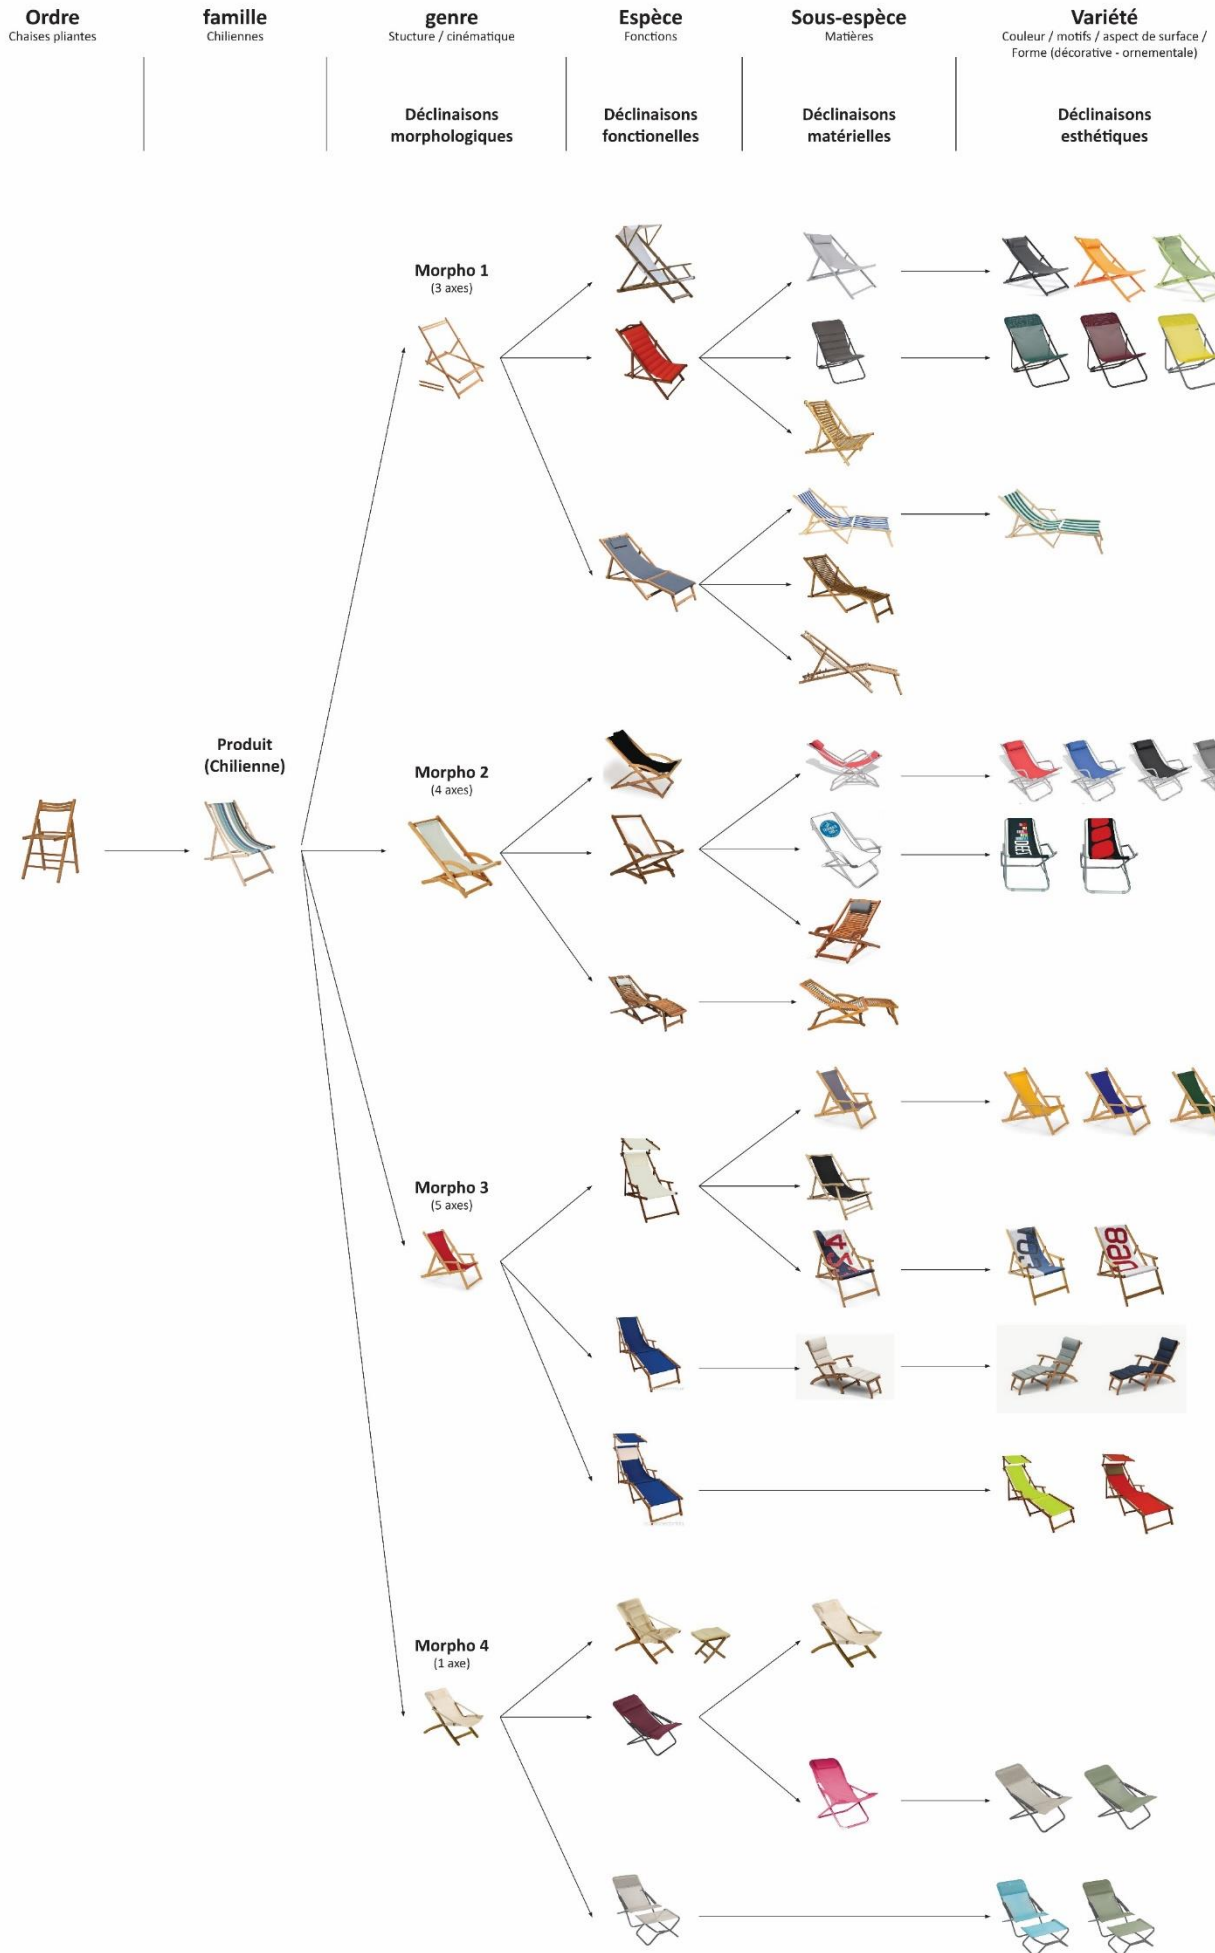 Ordre
Chaises pliantes
famille
Chiliennes
genre
Stucture / cinématique
Espèce
Fonctions
Sous-espèce
Matières
Variété
Couleur / motifs / aspect de surface /
Forme (décorative - ornementale)
Déclinaisons
morphologiques
Déclinaisons
fonctionelles
Déclinaisons
matérielles
Déclinaisons
esthétiques
Morpho 1
(3 axes)
Produit
(Chilienne)
Morpho 2
(4 axes)
Morpho 3
(5 axes)
Morpho 4
(1 axe)